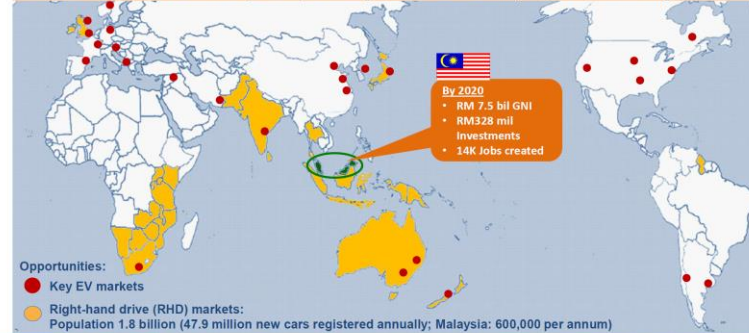 By 2020
• RM 7.5 bil GNI
• RM328 mil
Investments
• 14K Jobs created
Opportunities:
Key EV markets
Right-hand drive (RHD) markets:
Population 1.8 billion (47.9 million new cars registered annually; Malaysia: 600,000 per annum)